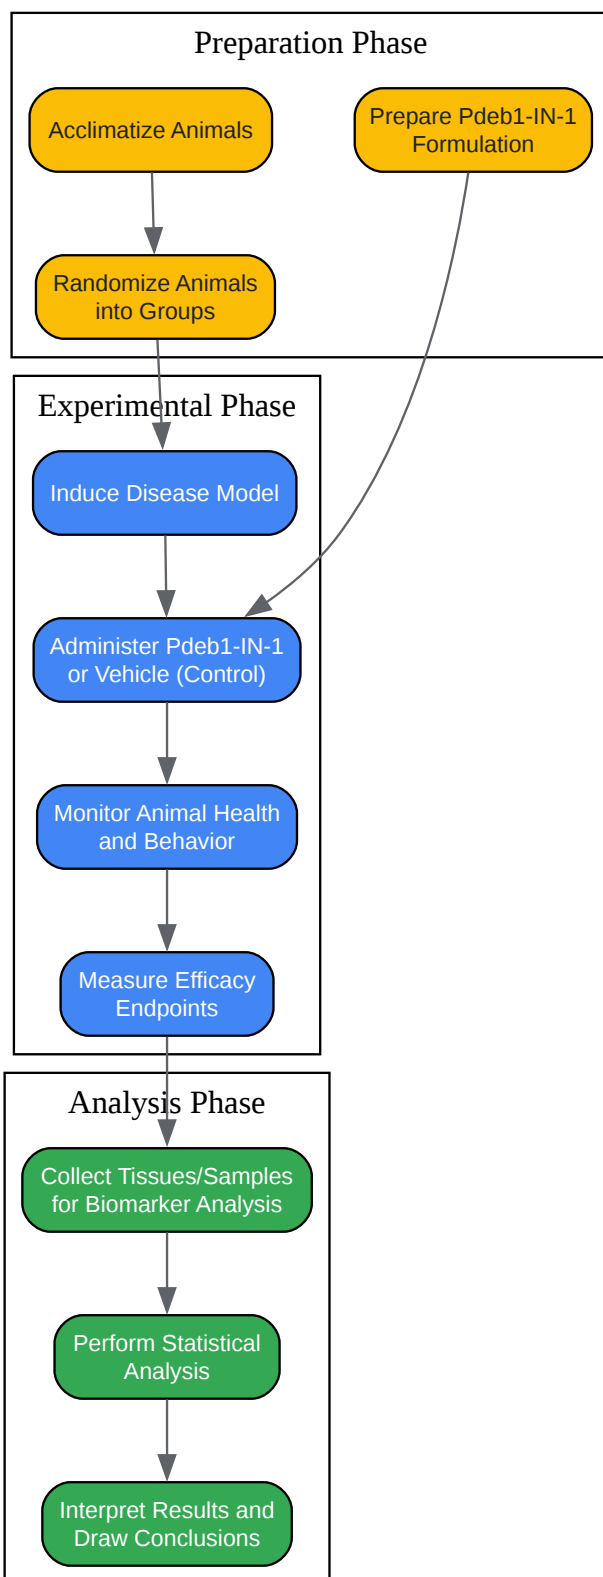 Preparation Phase
Acclimatize Animals
Prepare Pdeb1-IN-1
Formulation
Randomize Animals
into Groups
Experimental Phase
Induce Disease Model
Administer Pdeb1-IN-1
or Vehicle (Control)
Monitor Animal Health
and Behavior
Measure Efficacy
Endpoints
Analysis Phase
Collect Tissues/Samples
for Biomarker Analysis
Perform Statistical
Analysis
Interpret Results and
Draw Conclusions